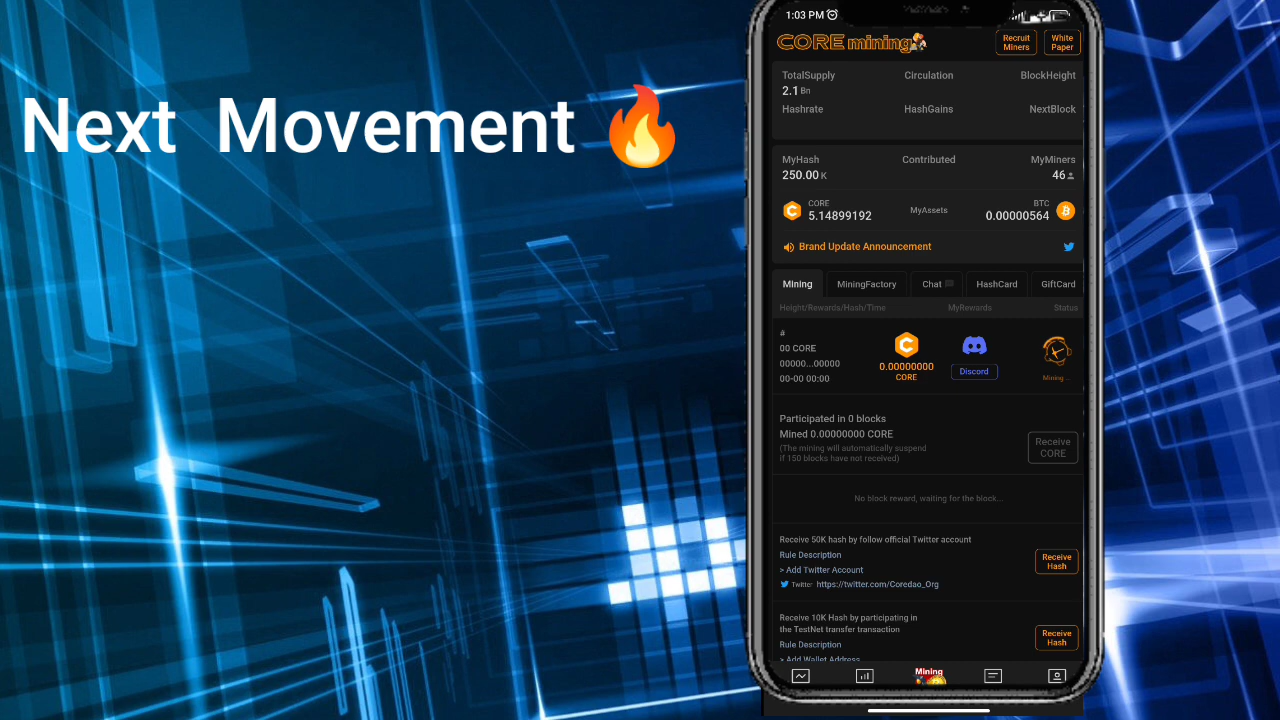 Next Movement 🔥
1:03 PM
CORE mining
Recruit Miners
White Paper
TotalSupply Circulation BlockHeight
2.1 Bn
Hashrate HashGains NextBlock
MyHash Contributed MyMiners
250.00 K 46
CORE MyAssets BTC
5.14899192 0.00000564
Brand Update Announcement
Mining MiningFactory Chat HashCard GiftCard
Height/Rewards/Hash/Time MyRewards Status
#
00 CORE
00000...00000
00-00 00:00
0.00000000
CORE
Discord
Mining ...
Participated in 0 blocks
Mined 0.00000000 CORE
(The mining will automatically suspend
if 150 blocks have not received)
Receive
CORE
No block reward, waiting for the block...
Receive 50K hash by follow official Twitter account
Rule Description
> Add Twitter Account
Twitter https://twitter.com/Coredao_Org
Receive
Hash
Receive 10K Hash by participating in
the TestNet transfer transaction
Rule Description
> Add Wallet Address
Receive
Hash
Mining